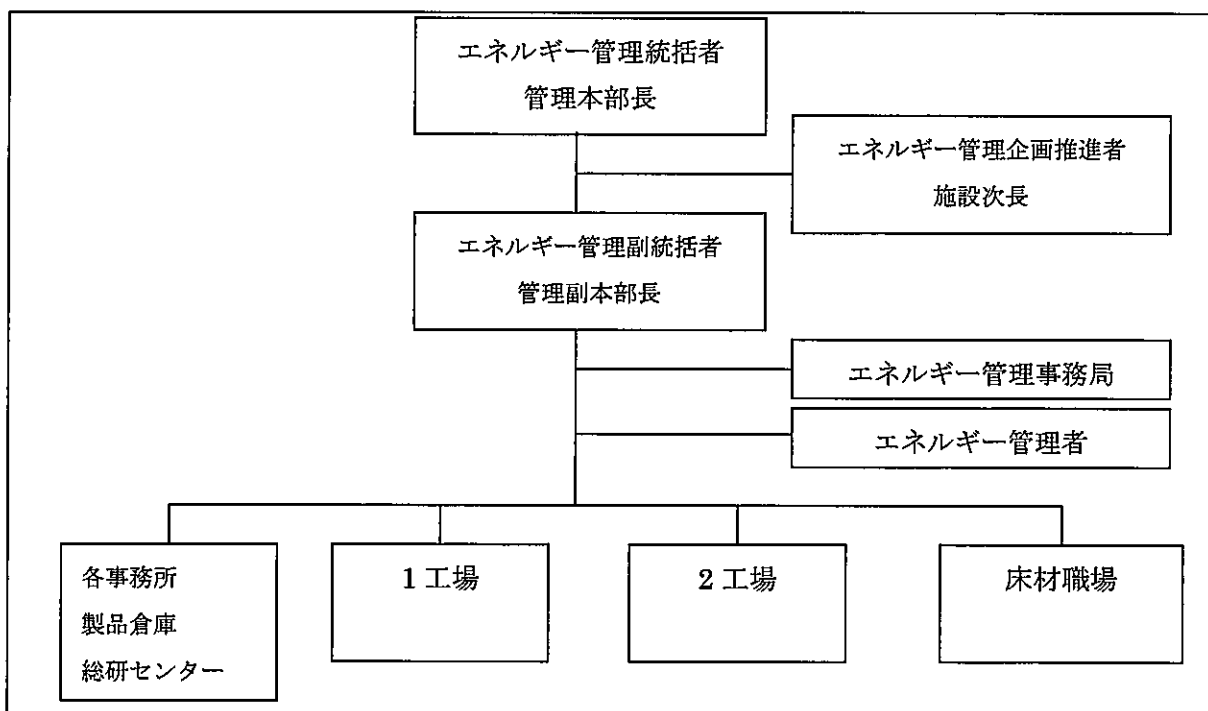 エネルギー管理統括者
管理本部長
エネルギー管理企画推進者
施設次長
エネルギー管理副統括者
管理副本部長
エネルギー管理事務局
エネルギー管理者
各事務所
製品倉庫
総研センター
1工場
2工場
床材職場